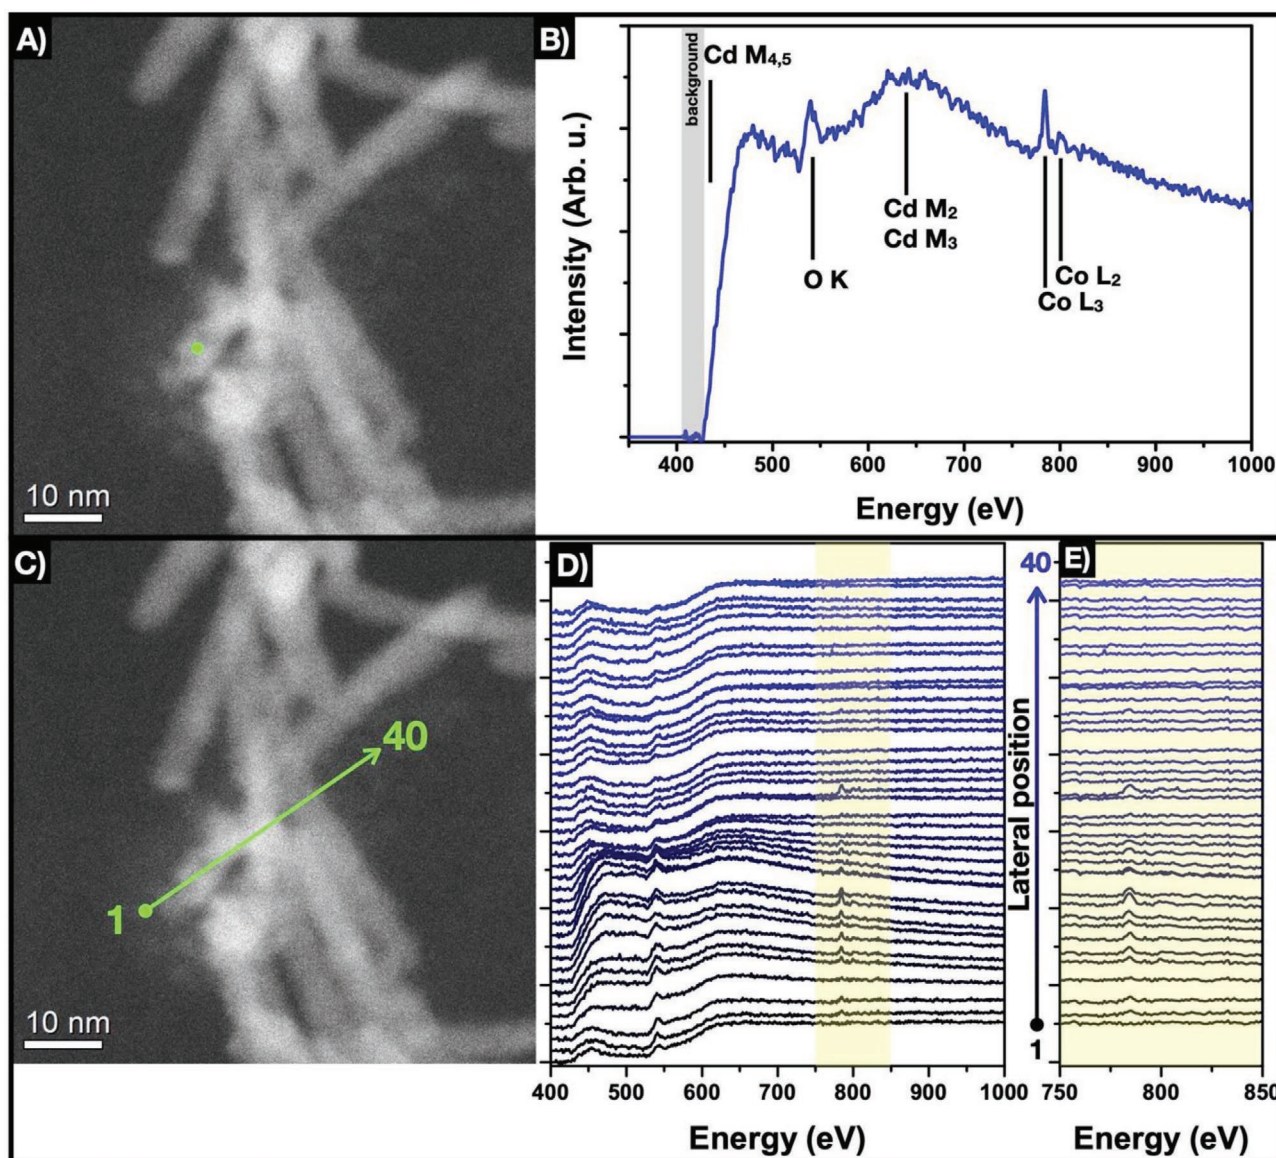 A)
10 nm
B)
background
Cd M4,5
O K
Cd M2
Cd M3
Co L2
Co L3
Intensity (Arb. u.)
400 500 600 700 800 900 1000
Energy (eV)
C)
1
40
10 nm
D)
400 500 600 700 800 900 1000
Energy (eV)
40
Lateral position
1
E)
750 800 850
Energy (eV)